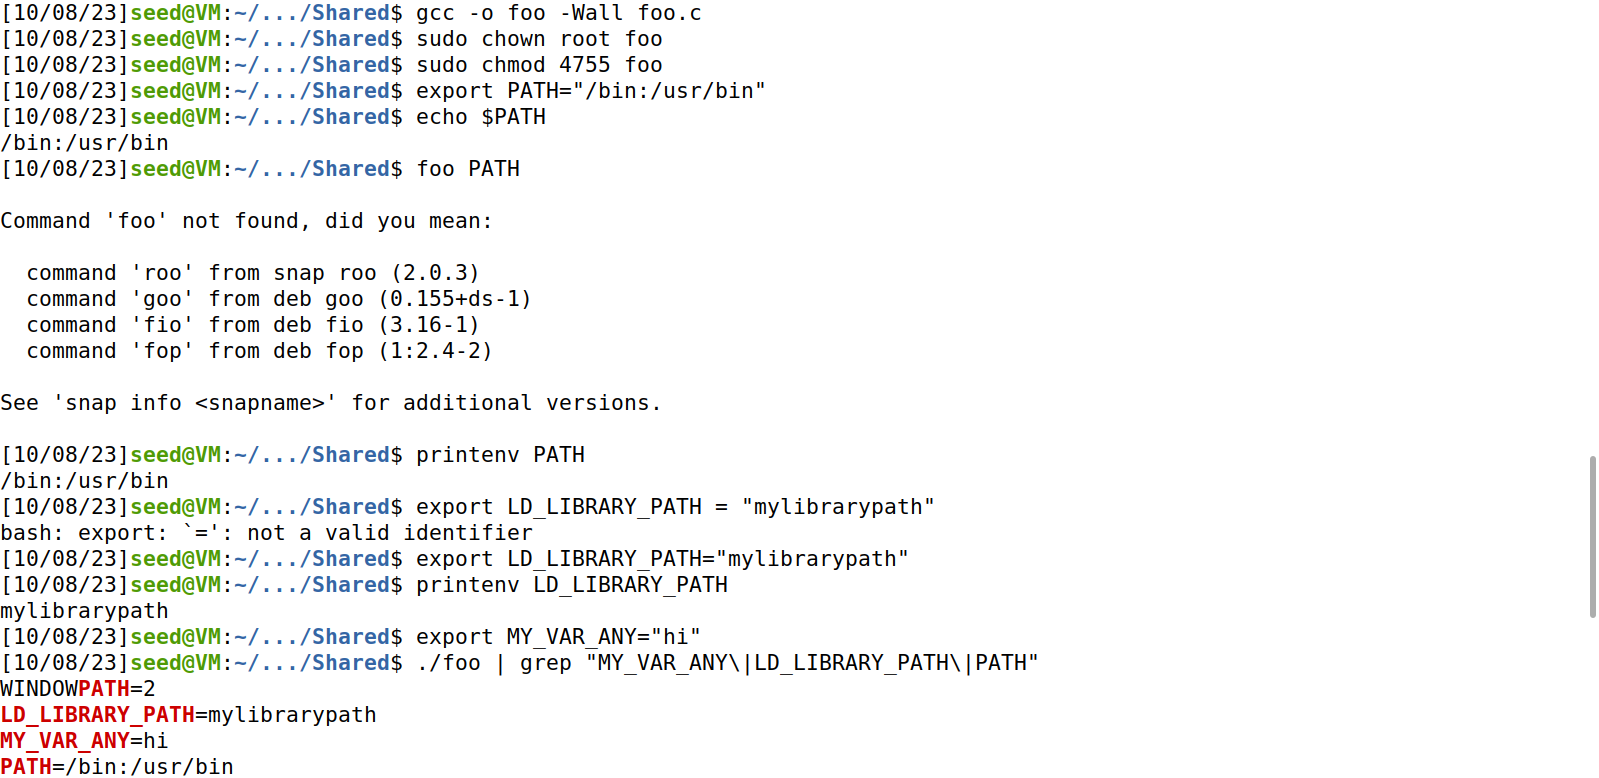 [10/08/23]seed@VM:~/.../Shared$ gcc -o foo -Wall foo.c
[10/08/23]seed@VM:~/.../Shared$ sudo chown root foo
[10/08/23]seed@VM:~/.../Shared$ sudo chmod 4755 foo
[10/08/23]seed@VM:~/.../Shared$ export PATH="/bin:/usr/bin"
[10/08/23]seed@VM:~/.../Shared$ echo $PATH
/bin:/usr/bin
[10/08/23]seed@VM:~/.../Shared$ foo PATH

Command 'foo' not found, did you mean:

  command 'roo' from snap roo (2.0.3)
  command 'goo' from deb goo (0.155+ds-1)
  command 'fio' from deb fio (3.16-1)
  command 'fop' from deb fop (1:2.4-2)

See 'snap info <snapname>' for additional versions.

[10/08/23]seed@VM:~/.../Shared$ printenv PATH
/bin:/usr/bin
[10/08/23]seed@VM:~/.../Shared$ export LD_LIBRARY_PATH = "mylibrarypath"
bash: export: `=': not a valid identifier
[10/08/23]seed@VM:~/.../Shared$ export LD_LIBRARY_PATH="mylibrarypath"
[10/08/23]seed@VM:~/.../Shared$ printenv LD_LIBRARY_PATH
mylibrarypath
[10/08/23]seed@VM:~/.../Shared$ export MY_VAR_ANY="hi"
[10/08/23]seed@VM:~/.../Shared$ ./foo | grep "MY_VAR_ANY\|LD_LIBRARY_PATH\|PATH"
WINDOWPATH=2
LD_LIBRARY_PATH=mylibrarypath
MY_VAR_ANY=hi
PATH=/bin:/usr/bin